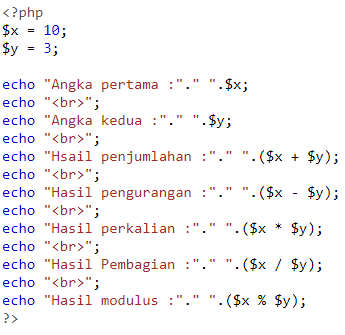 <?php
$x = 10;
$y = 3;

echo "Angka pertama :"." ".$x;
echo "<br>";
echo "Angka kedua :"." ".$y;
echo "<br>";
echo "Hsail penjumlahan :"." ".($x + $y);
echo "<br>";
echo "Hasil pengurangan :"." ".($x - $y);
echo "<br>";
echo "Hasil perkalian :"." ".($x * $y);
echo "<br>";
echo "Hasil Pembagian :"." ".($x / $y);
echo "<br>";
echo "Hasil modulus :"." ".($x % $y);
?>